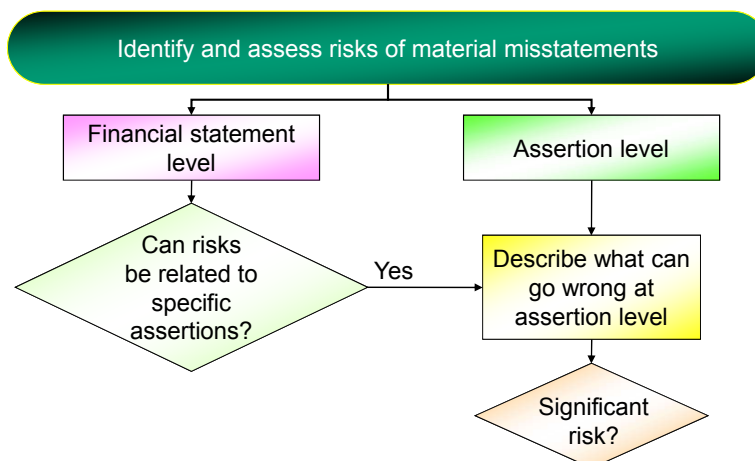 Identify and assess risks of material misstatements
Financial statement
level
Assertion level
Can risks
be related to
specific
assertions?
Yes
Describe what can
go wrong at
assertion level
Significant
risk?